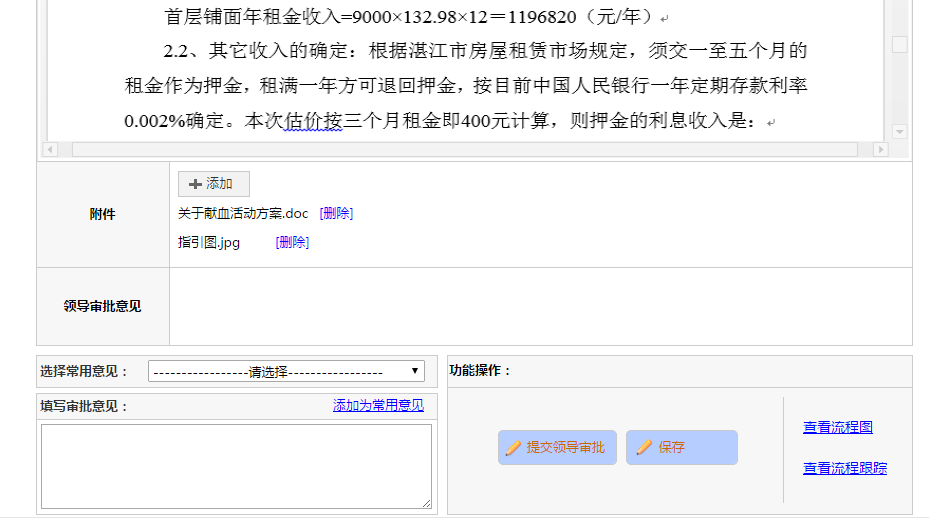 首层铺面年租金收入=9000×132.98×12＝1196820（元/年）
2.2、其它收入的确定：根据湛江市房屋租赁市场规定，须交一至五个月的
租金作为押金，租满一年方可退回押金，按目前中国人民银行一年定期存款利率
0.002%确定。本次估价按三个月租金即400元计算，则押金的利息收入是：
添加
附件
关于献血活动方案.doc [删除]
指引图.jpg [删除]
领导审批意见
选择常用意见： -----------------请选择-----------------
填写审批意见： 添加为常用意见
功能操作：
提交领导审批 保存
查看流程图
查看流程跟踪